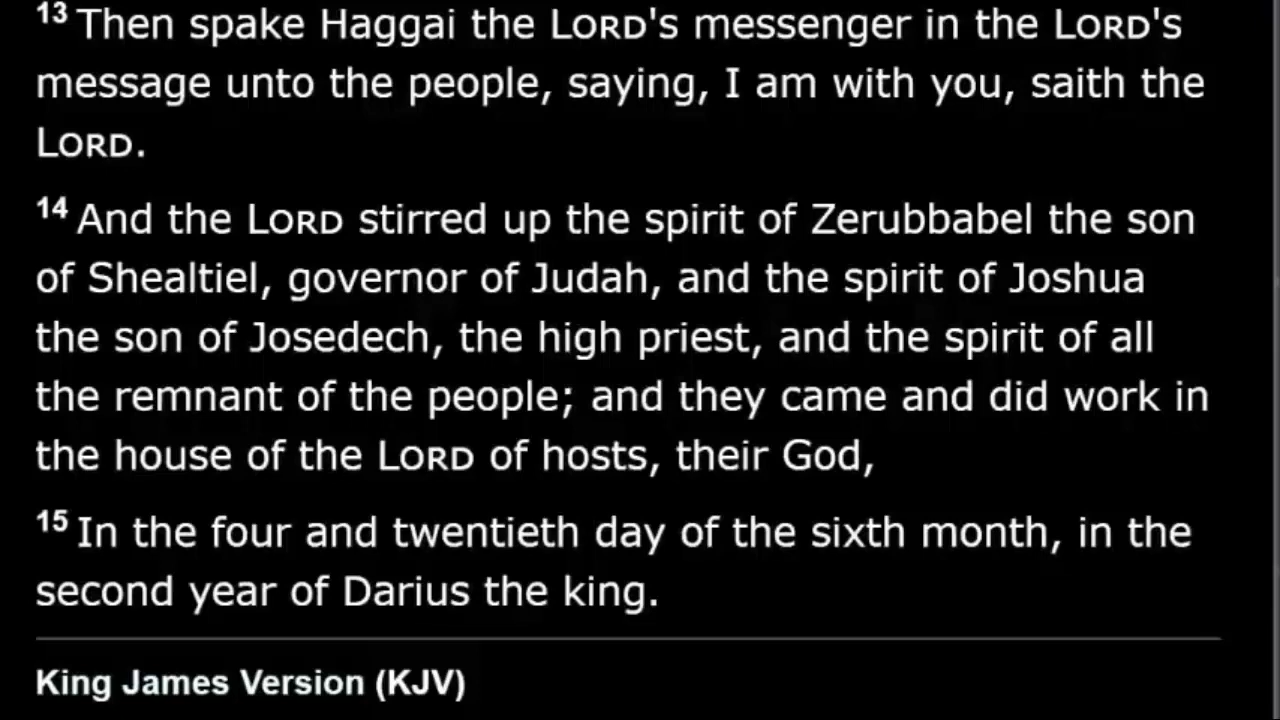 13 Then spake Haggai the LORD's messenger in the LORD's
message unto the people, saying, I am with you, saith the
LORD.
14 And the LORD stirred up the spirit of Zerubbabel the son
of Shealtiel, governor of Judah, and the spirit of Joshua
the son of Josedech, the high priest, and the spirit of all
the remnant of the people; and they came and did work in
the house of the LORD of hosts, their God,
15 In the four and twentieth day of the sixth month, in the
second year of Darius the king.
King James Version (KJV)